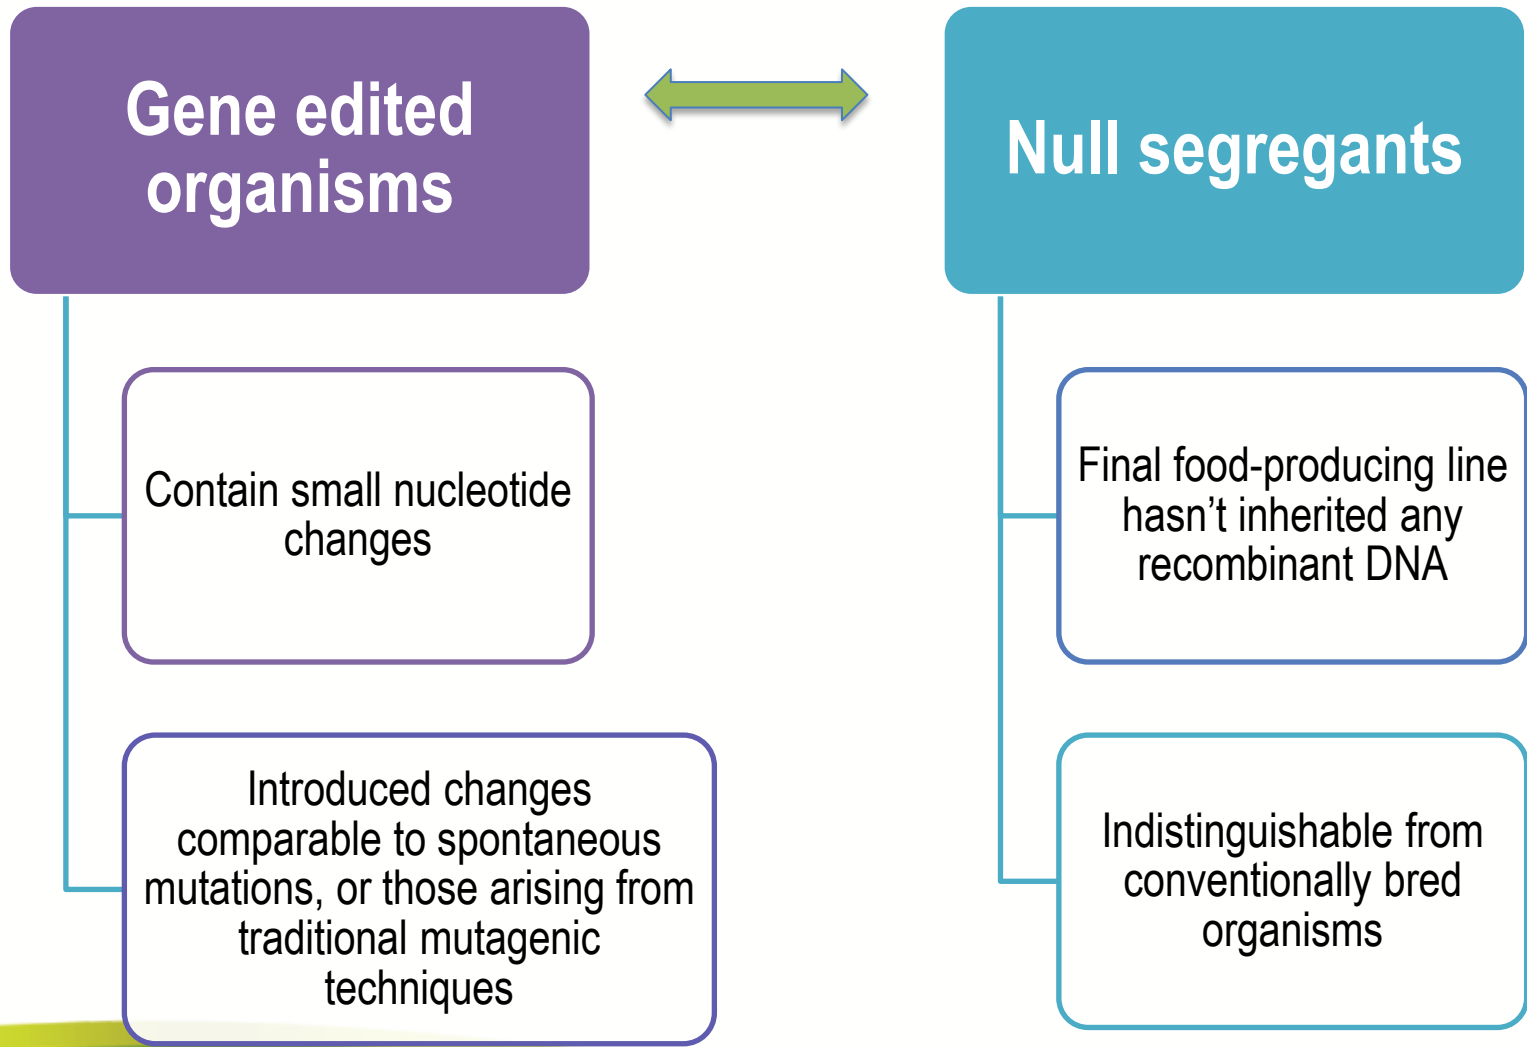 Gene edited
organisms
Contain small nucleotide
changes
Introduced changes
comparable to spontaneous
mutations, or those arising from
traditional mutagenic
techniques
Null segregants
Final food-producing line
hasn’t inherited any
recombinant DNA
Indistinguishable from
conventionally bred
organisms